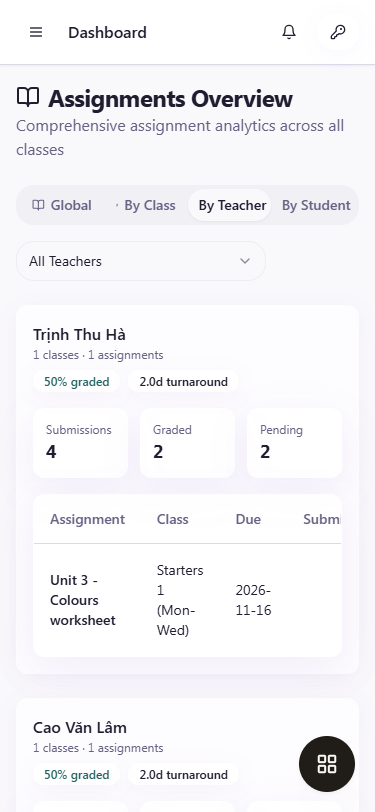 Dashboard
Assignments Overview
Comprehensive assignment analytics across all
classes
Global
By Class
By Teacher
By Student
All Teachers
Trịnh Thu Hà
1 classes · 1 assignments
50% graded
2.0d turnaround
Submissions
Graded
Pending
4
2
2
Assignment
Class
Due
Subm
Unit 3 -
Colours
worksheet
Starters
1
(Mon-
Wed)
2026-
11-16
Cao Văn Lâm
1 classes · 1 assignments
50% graded
2.0d turnaround